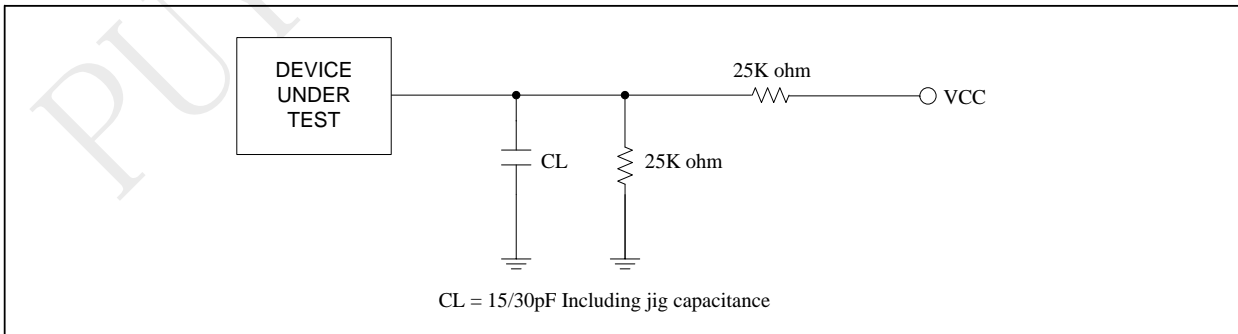 DEVICE
UNDER
TEST
25K ohm
VCC
CL
25K ohm
CL = 15/30pF Including jig capacitance